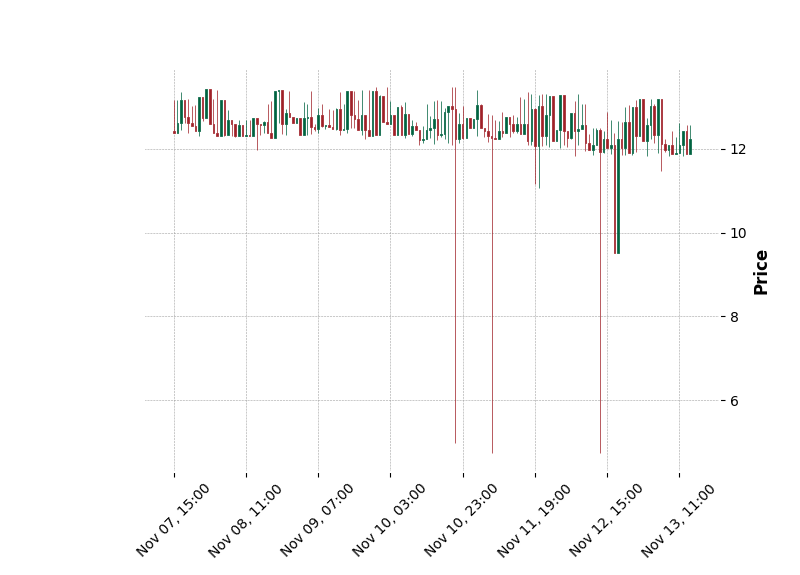 12
10
8
6
Price
Nov 07, 15:00
Nov 08, 11:00
Nov 09, 07:00
Nov 10, 03:00
Nov 10, 23:00
Nov 11, 19:00
Nov 12, 15:00
Nov 13, 11:00